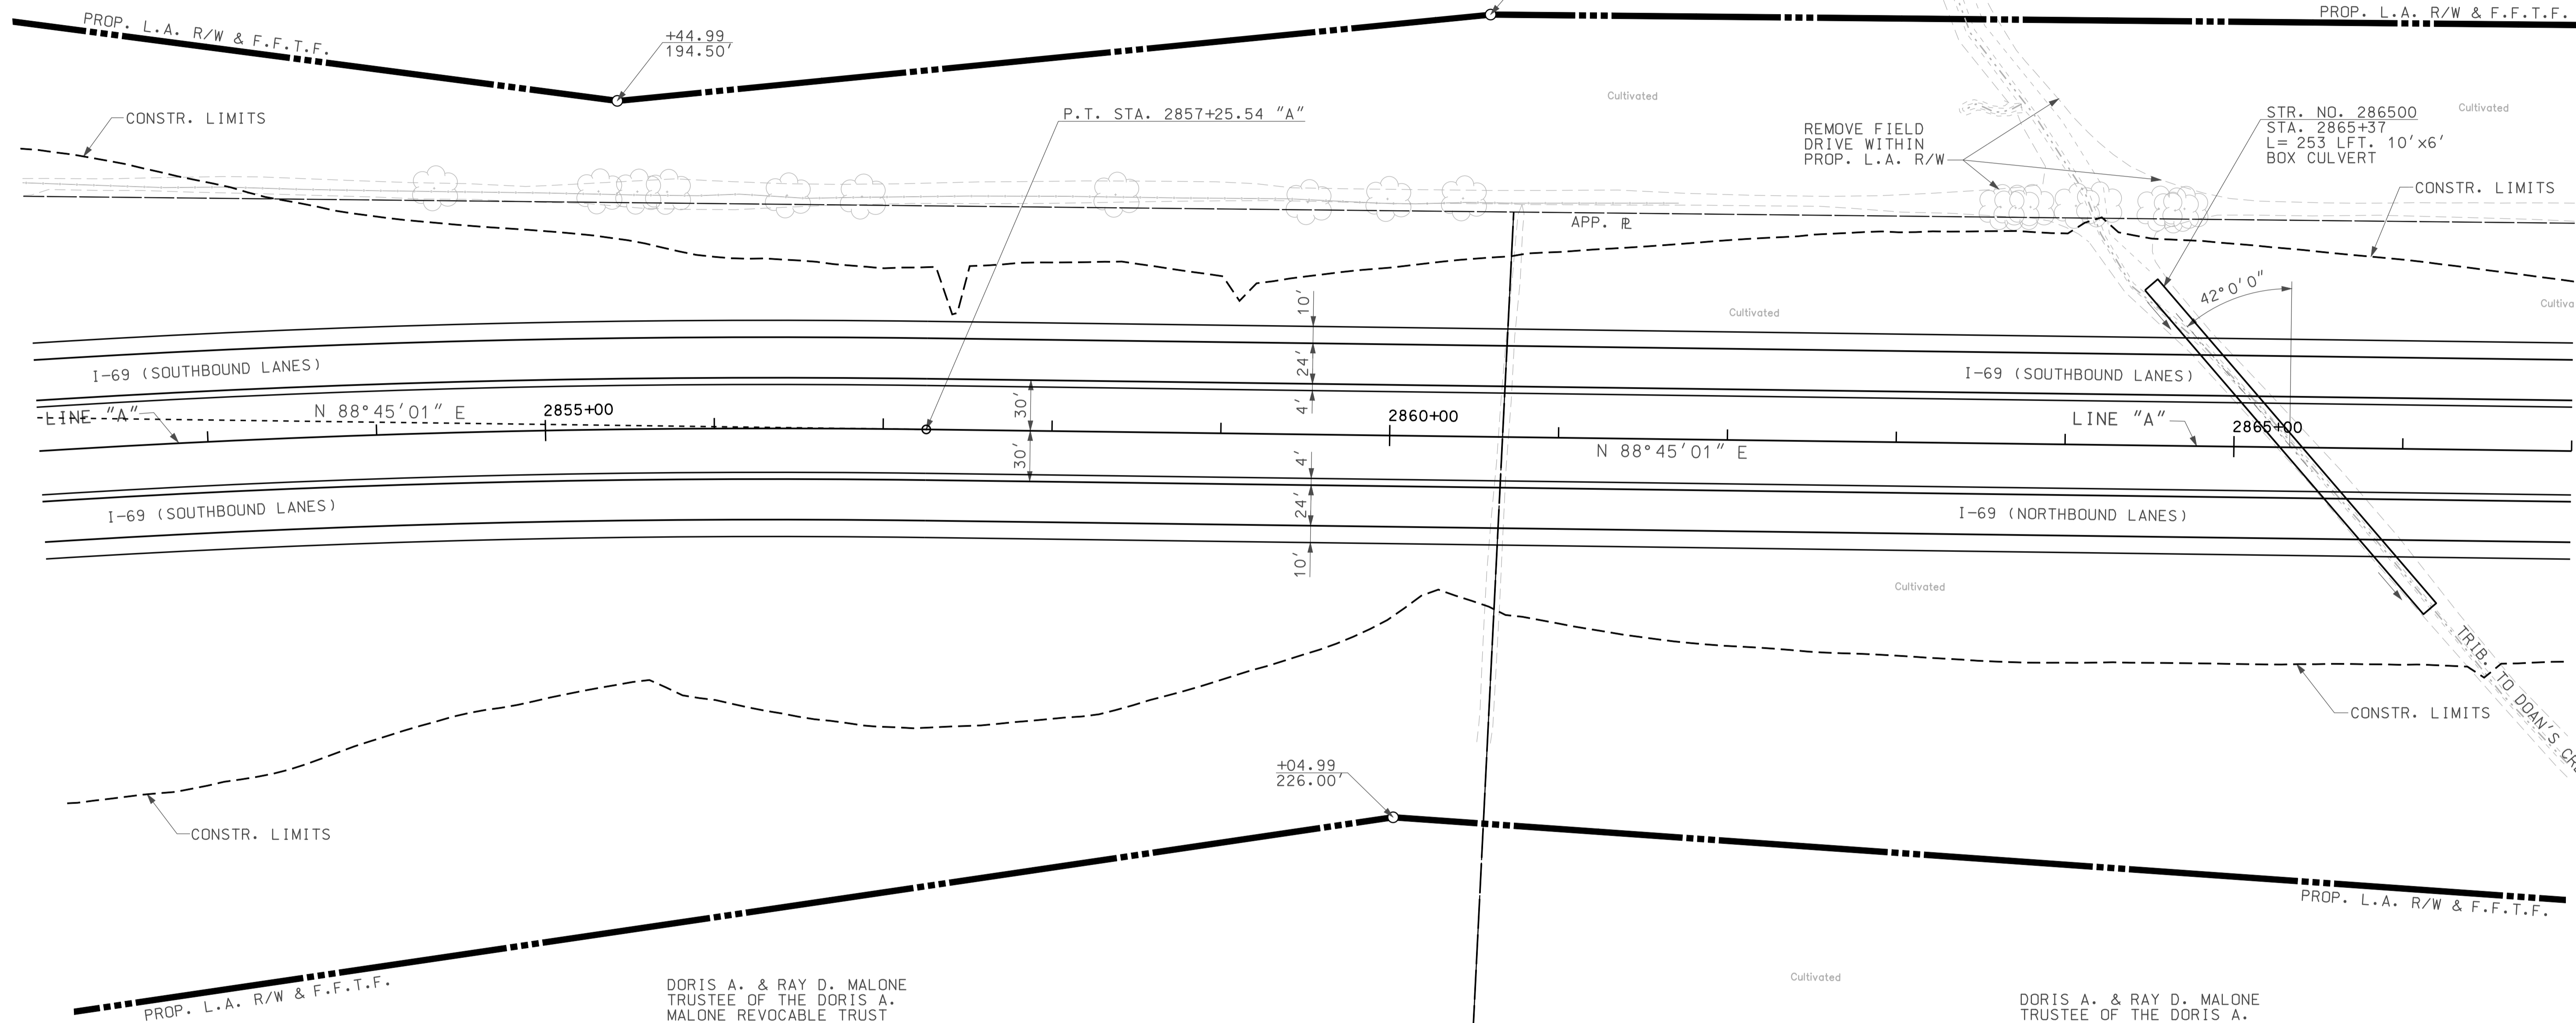 PROP. L.A. R/W & F.F.T.F.
PROP. L.A. R/W & F.F.T.F.
+44.99
194.50'
CONSTR. LIMITS
P.T. STA. 2857+25.54 "A"
Cultivated
REMOVE FIELD
DRIVE WITHIN
PROP. L.A. R/W
STR. NO. 286500
STA. 2865+37
L= 253 LFT. 10'x6'
BOX CULVERT
Cultivated
CONSTR. LIMITS
APP. ℙL
42°0'0"
10'
Cultivated
24'
I-69 (SOUTHBOUND LANES)
I-69 (SOUTHBOUND LANES)
4'
30'
LINE "A"
N 88°45'01" E
2855+00
2860+00
LINE "A"
2865+00
N 88°45'01" E
30'
4'
24'
I-69 (SOUTHBOUND LANES)
I-69 (NORTHBOUND LANES)
10'
Cultivated
TRIB. TO DOAN'S
CONSTR. LIMITS
+04.99
226.00'
CONSTR. LIMITS
PROP. L.A. R/W & F.F.T.F.
PROP. L.A. R/W & F.F.T.F.
Cultivated
DORIS A. & RAY D. MALONE
TRUSTEE OF THE DORIS A.
MALONE REVOCABLE TRUST
DORIS A. & RAY D. MALONE
TRUSTEE OF THE DORIS A.